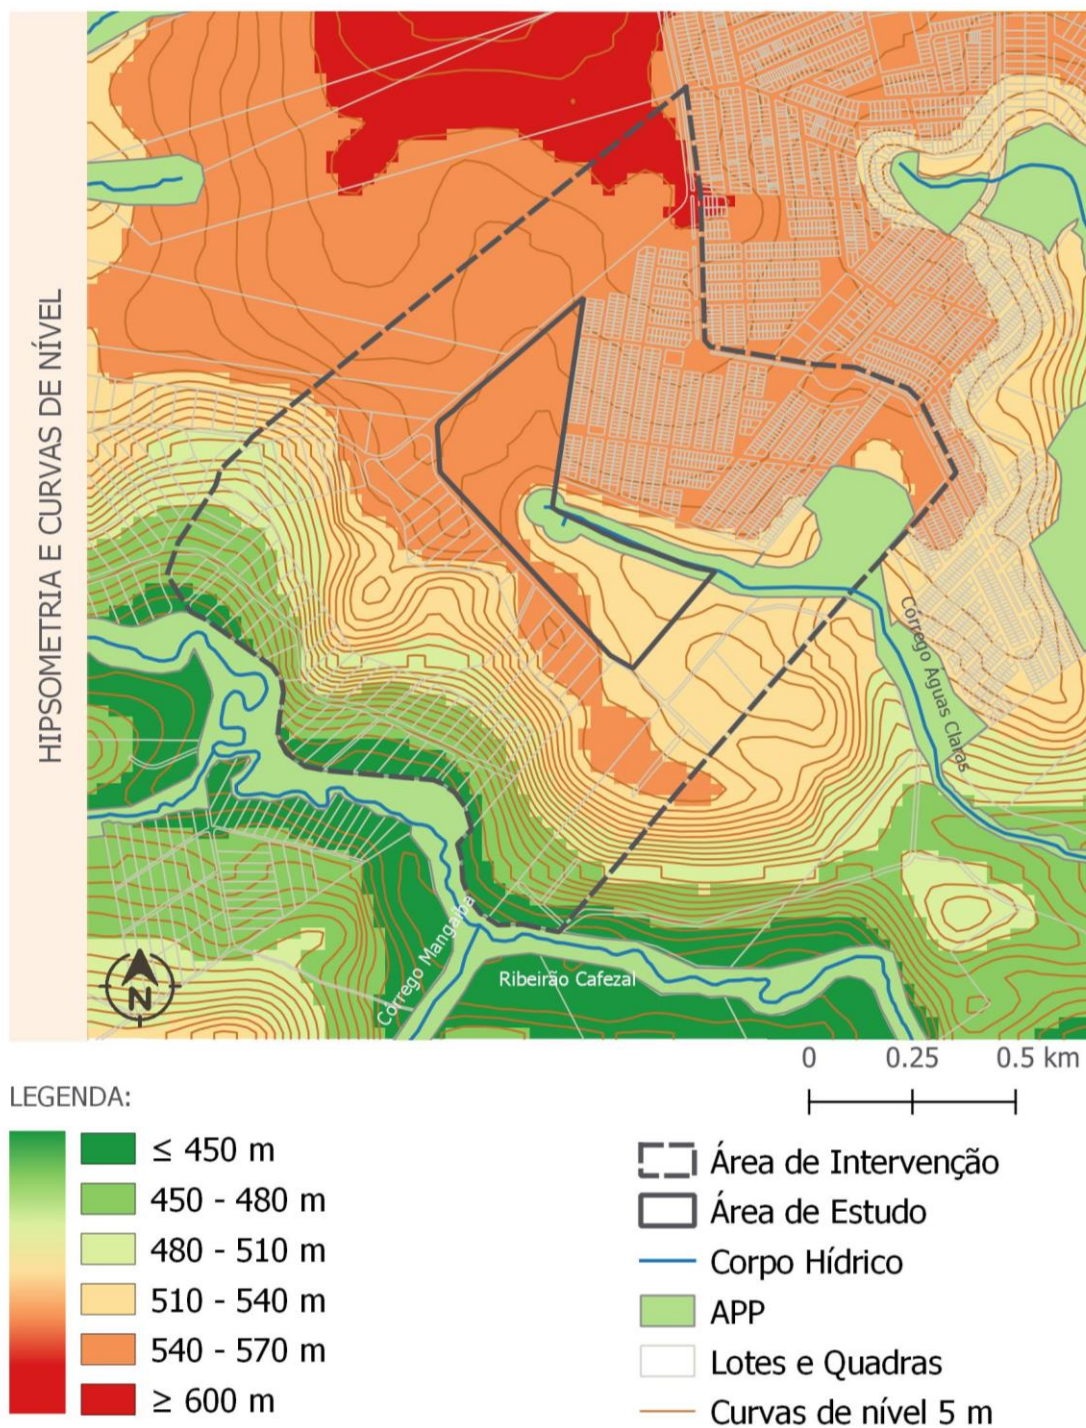 HIPSOMETRIA E CURVAS DE NÍVEL
Córrego Águas Claras
Córrego Mangaiba
Ribeirão Cafezal
N
0 0.25 0.5 km
LEGENDA:
≤ 450 m
450 - 480 m
480 - 510 m
510 - 540 m
540 - 570 m
≥ 600 m
Área de Intervenção
Área de Estudo
Corpo Hídrico
APP
Lotes e Quadras
Curvas de nível 5 m